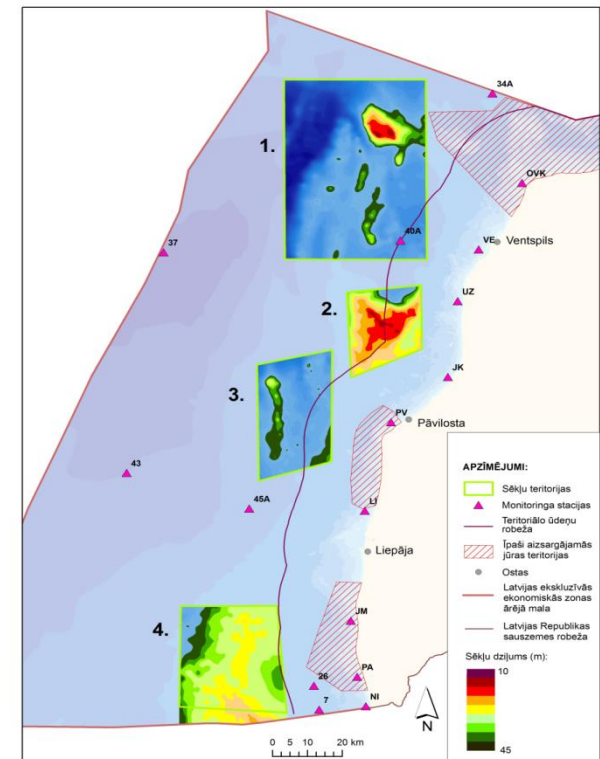 34A
1.
OVK
40A
VE
Ventspils
37
UZ
2.
JK
3.
PV
Pāvilosta
43
45A
LI
Liepāja
JM
4.
26
PA
7
NI
N
0 5 10 20 km
APZĪMĒJUMI:
Sēkļu teritorijas
Monitoringa stacijas
Teritoriālo ūdeņu
robeža
Īpaši aizsargājamās
jūras teritorijas
Ostas
Latvijas ekskluzīvās
ekonomiskās zonas
ārējā mala
Latvijas Republikas
sauszemes robeža
Sēkļu dziļums (m):
10
45